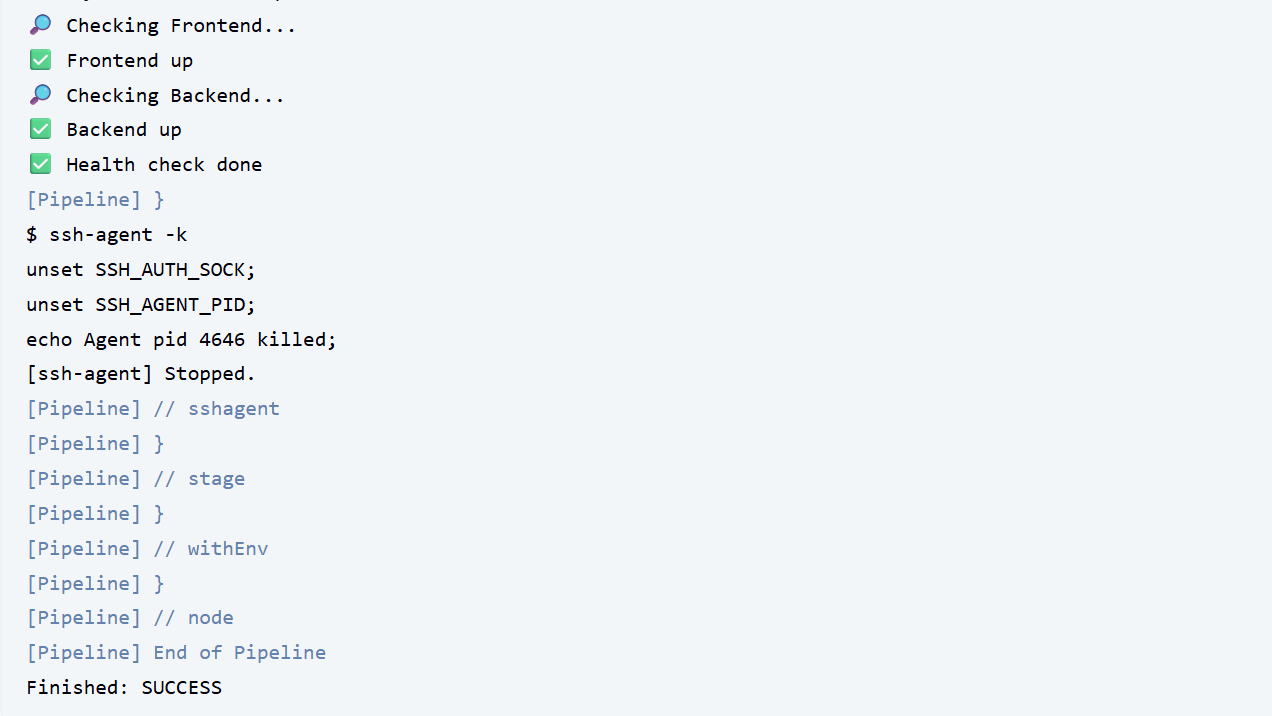 🔎 Checking Frontend...
✅ Frontend up
🔎 Checking Backend...
✅ Backend up
✅ Health check done
[Pipeline] }
$ ssh-agent -k
unset SSH_AUTH_SOCK;
unset SSH_AGENT_PID;
echo Agent pid 4646 killed;
[ssh-agent] Stopped.
[Pipeline] // sshagent
[Pipeline] }
[Pipeline] // stage
[Pipeline] }
[Pipeline] // withEnv
[Pipeline] }
[Pipeline] // node
[Pipeline] End of Pipeline
Finished: SUCCESS